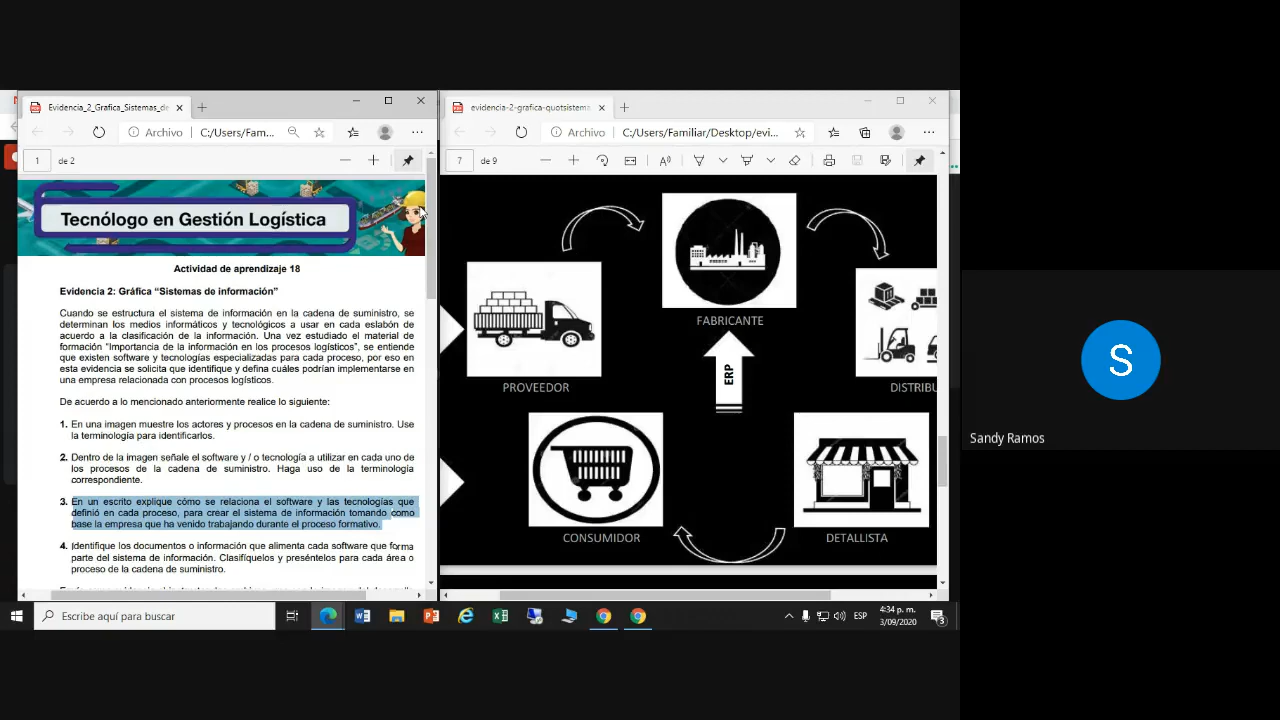 Evidencia_2_Grafica_Sistemas_de
Archivo
C:/Users/Fam...
1
de 2
Tecnólogo en Gestión Logística
Actividad de aprendizaje 18
Evidencia 2: Gráfica “Sistemas de información”
Cuando se estructura el sistema de información en la cadena de suministro, se
determinan los medios informáticos y tecnológicos a usar en cada eslabón de
acuerdo a la clasificación de la información. Una vez estudiado el material de
formación “Importancia de la información en los procesos logísticos”, se entiende
que existen software y tecnologías especializadas para cada proceso, por eso en
esta evidencia se solicita que identifique y defina cuáles podrían implementarse en
una empresa relacionada con procesos logísticos.
De acuerdo a lo mencionado anteriormente realice lo siguiente:
1. En una imagen muestre los actores y procesos en la cadena de suministro. Use
la terminología para identificarlos.
2. Dentro de la imagen señale el software y / o tecnología a utilizar en cada uno de
los procesos de la cadena de suministro. Haga uso de la terminología
correspondiente.
3. En un escrito explique cómo se relaciona el software y las tecnologías que
definió en cada proceso, para crear el sistema de información tomando como
base la empresa que ha venido trabajando durante el proceso formativo.
4. Identifique los documentos o información que alimenta cada software que forma
parte del sistema de información. Clasifíquelos y preséntelos para cada área o
proceso de la cadena de suministro.
evidencia-2-grafica-quotsistema
Archivo
C:/Users/Familiar/Desktop/evi...
7
de 9
FABRICANTE
PROVEEDOR
ERP
DISTRIBU
CONSUMIDOR
DETALLISTA
Escribe aquí para buscar
ESP
4:34 p. m.
3/09/2020
3
S
Sandy Ramos